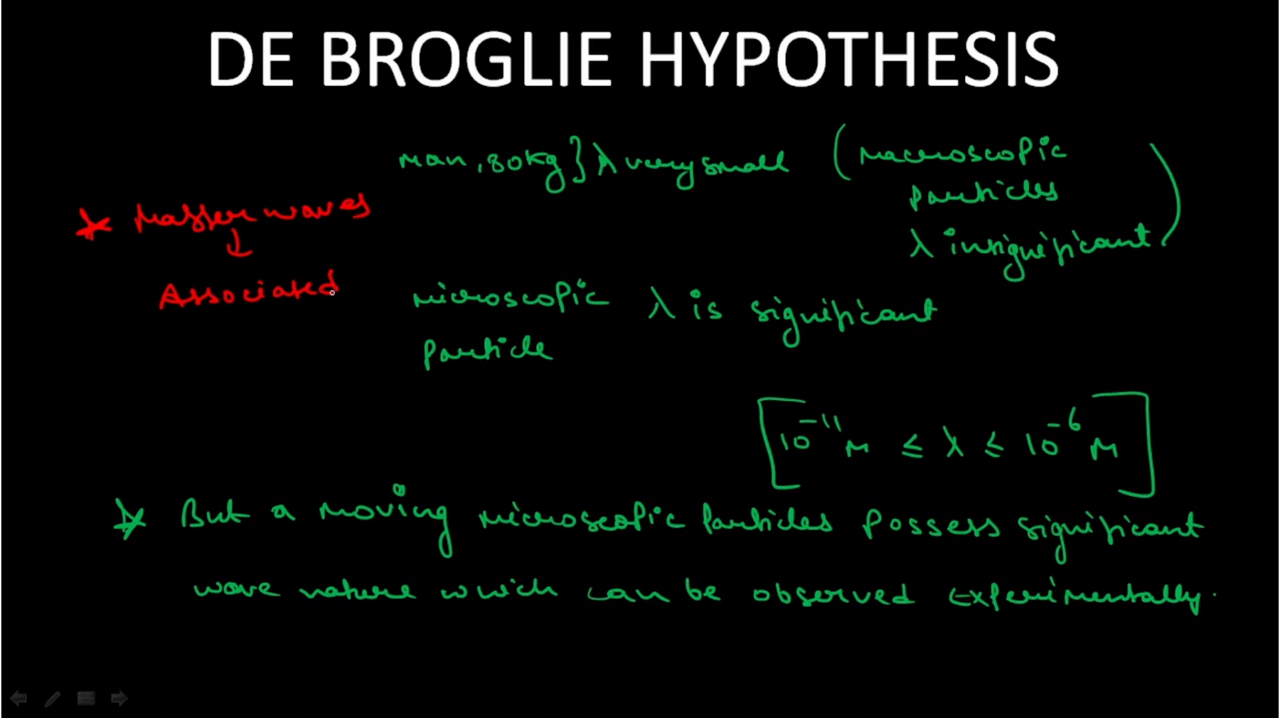 DE BROGLIE HYPOTHESIS
man, 80kg } λ very small (macroscopic
particles
λ insignificant)
* Matter waves
↓
Associated
microscopic λ is significant
particle
[10⁻¹¹ M ≤ λ ≤ 10⁻⁶ M]
* But a moving microscopic particles possess significant
wave nature which can be observed experimentally.